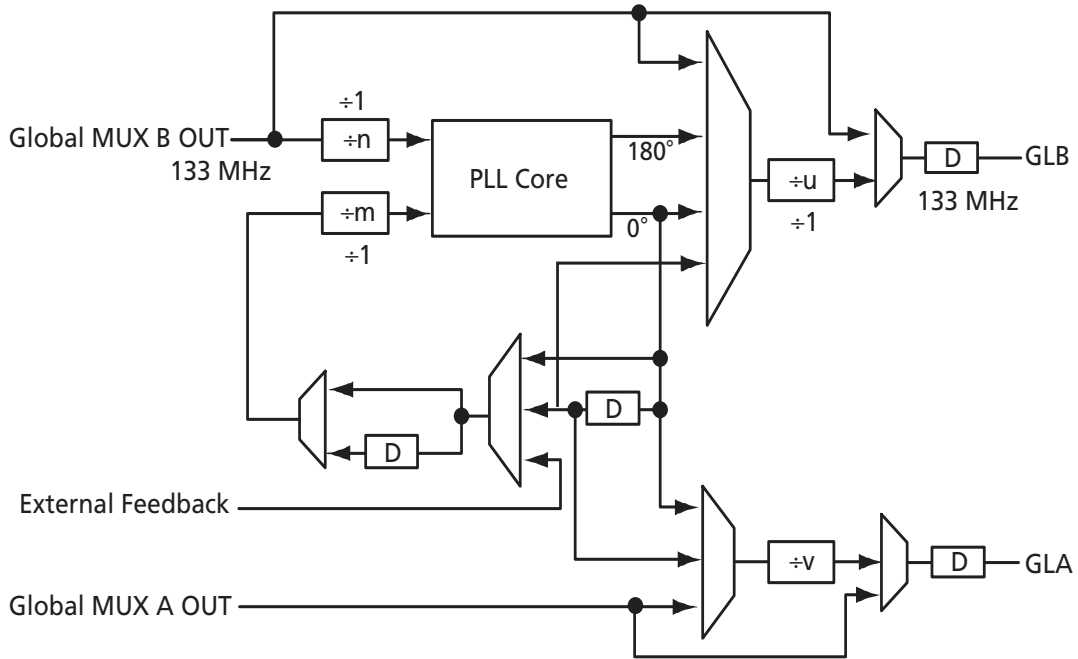 ÷1
Global MUX B OUT
÷n
133 MHz
PLL Core
180°
0°
÷m
÷1
÷u
÷1
D
GLB
133 MHz
D
D
External Feedback
Global MUX A OUT
÷v
D
GLA